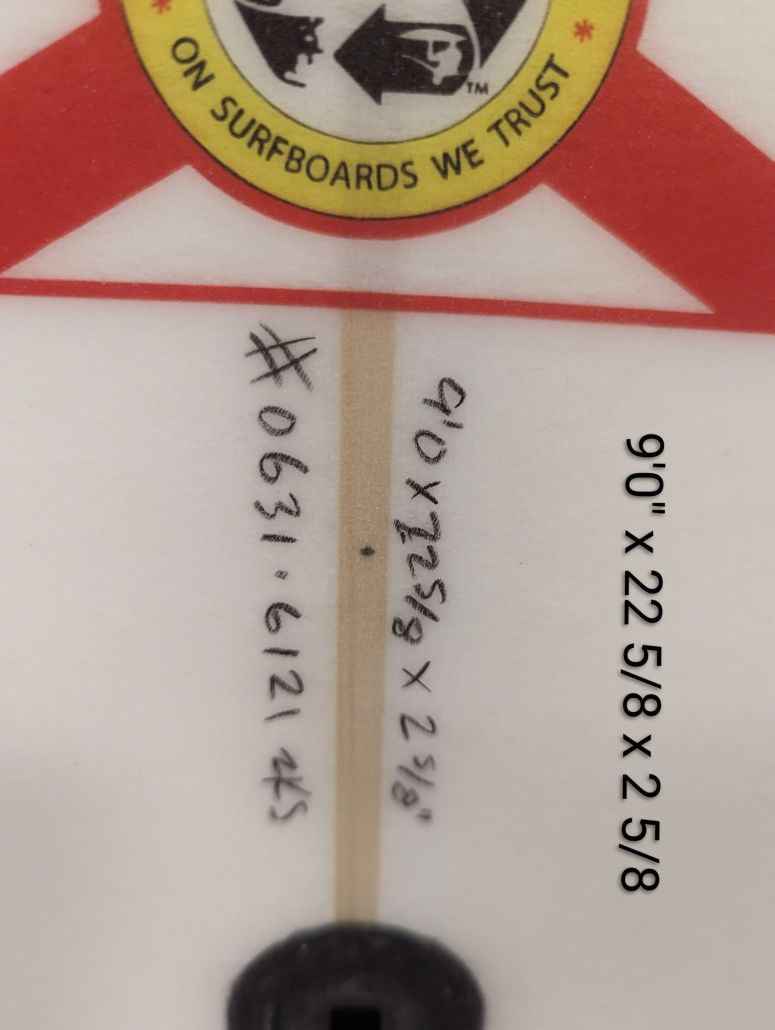 * ON SURFBOARDS WE TRUST *
TM
9'0" x 22 5/8 x 2 5/8
9'0 x 22 5/8 x 2 5/8"
#0631.6121